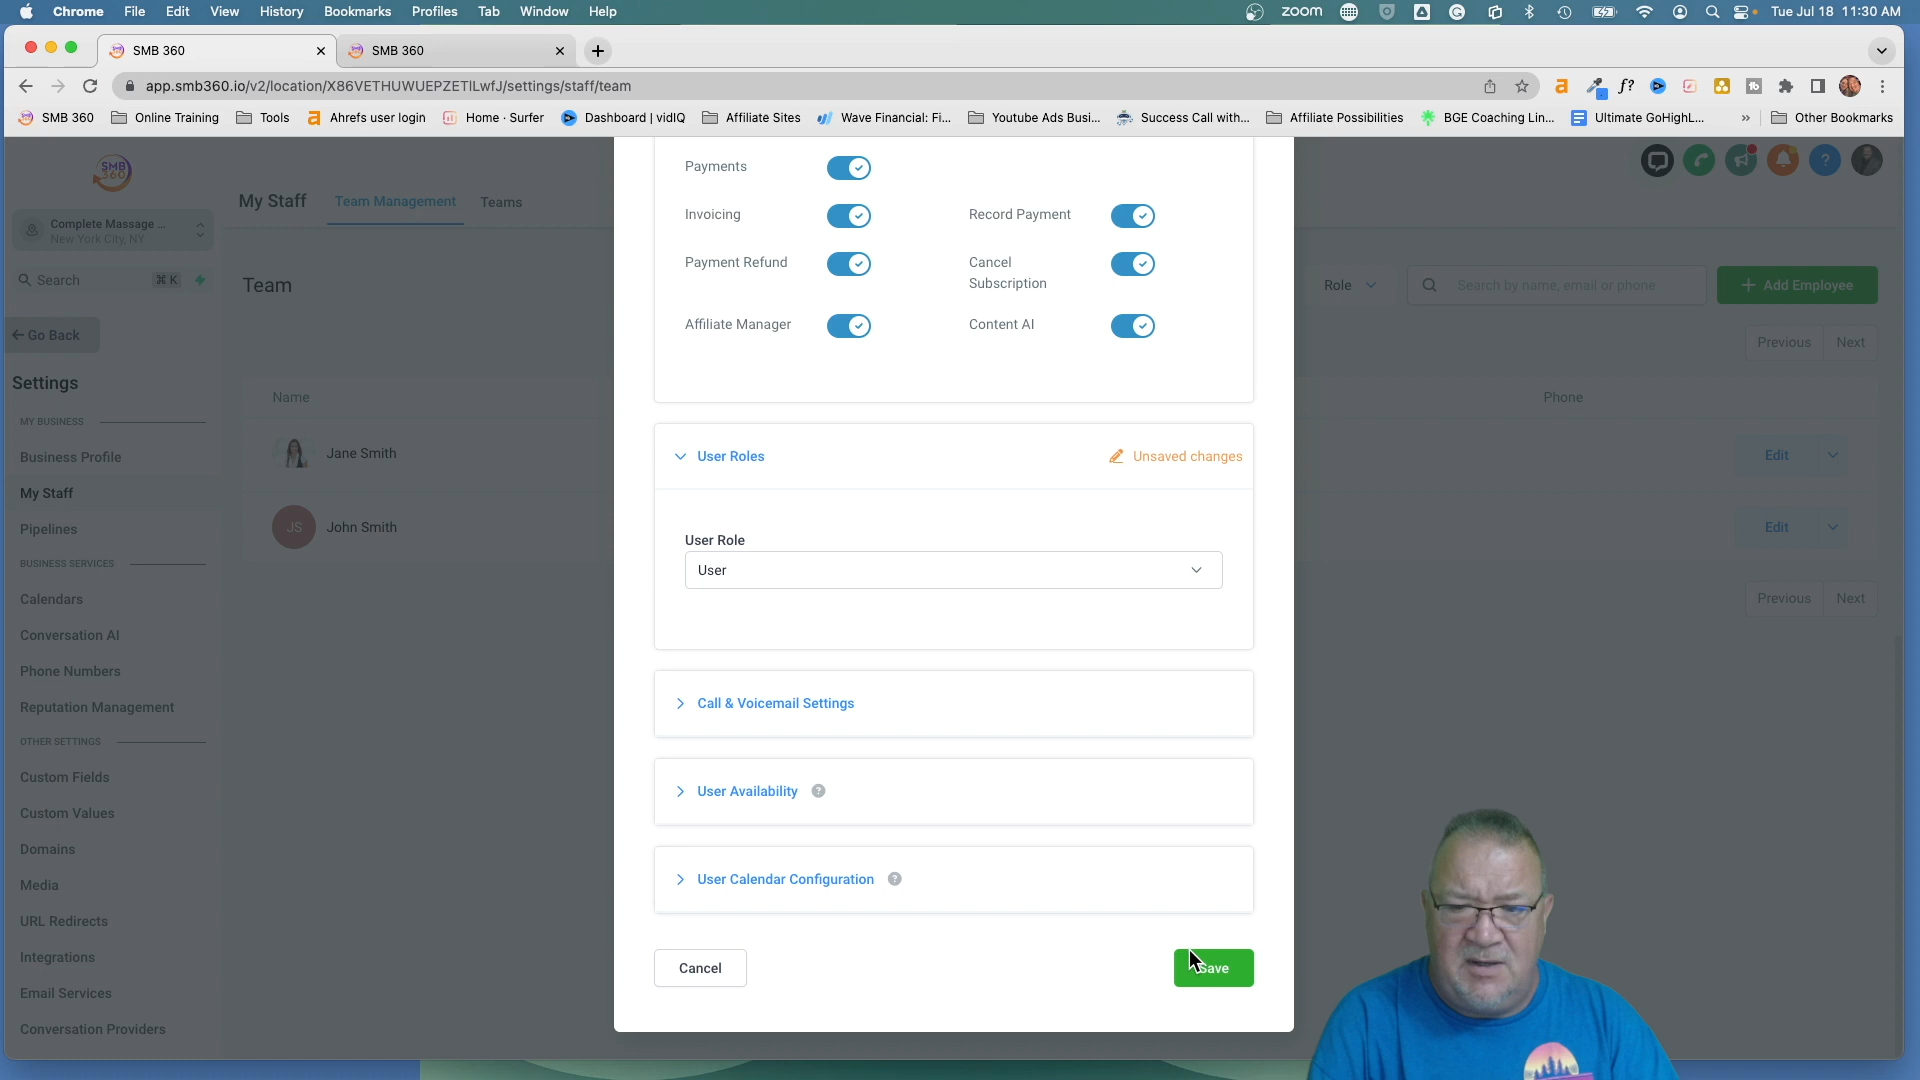 Chrome File Edit View History Bookmarks Profiles Tab Window Help
zoom
Tue Jul 18 11:30 AM
SMB 360
SMB 360
app.smb360.io/v2/location/X86VETHUWUEPZETlLwfJ/settings/staff/team
SMB 360
Online Training
Tools
Ahrefs user login
Home · Surfer
Dashboard | vidIQ
Affiliate Sites
Wave Financial: Fi...
Youtube Ads Busi...
Success Call with...
Affiliate Possibilities
BGE Coaching Lin...
Ultimate GoHighL...
»
Other Bookmarks
SMB
360
My Staff
Team Management
Teams
Complete Massage ...
New York City, NY
Search
⌘ K
Go Back
Settings
MY BUSINESS
Business Profile
My Staff
Pipelines
BUSINESS SERVICES
Calendars
Conversation AI
Phone Numbers
Reputation Management
OTHER SETTINGS
Custom Fields
Custom Values
Domains
Media
URL Redirects
Integrations
Email Services
Conversation Providers
Team
Role
Search by name, email or phone
+ Add Employee
Previous
Next
Name
Phone
Jane Smith
Edit
JS
John Smith
Edit
Previous
Next
Payments
Invoicing
Record Payment
Payment Refund
Cancel
Subscription
Affiliate Manager
Content AI
User Roles
Unsaved changes
User Role
User
Call & Voicemail Settings
User Availability
?
User Calendar Configuration
?
Cancel
Save